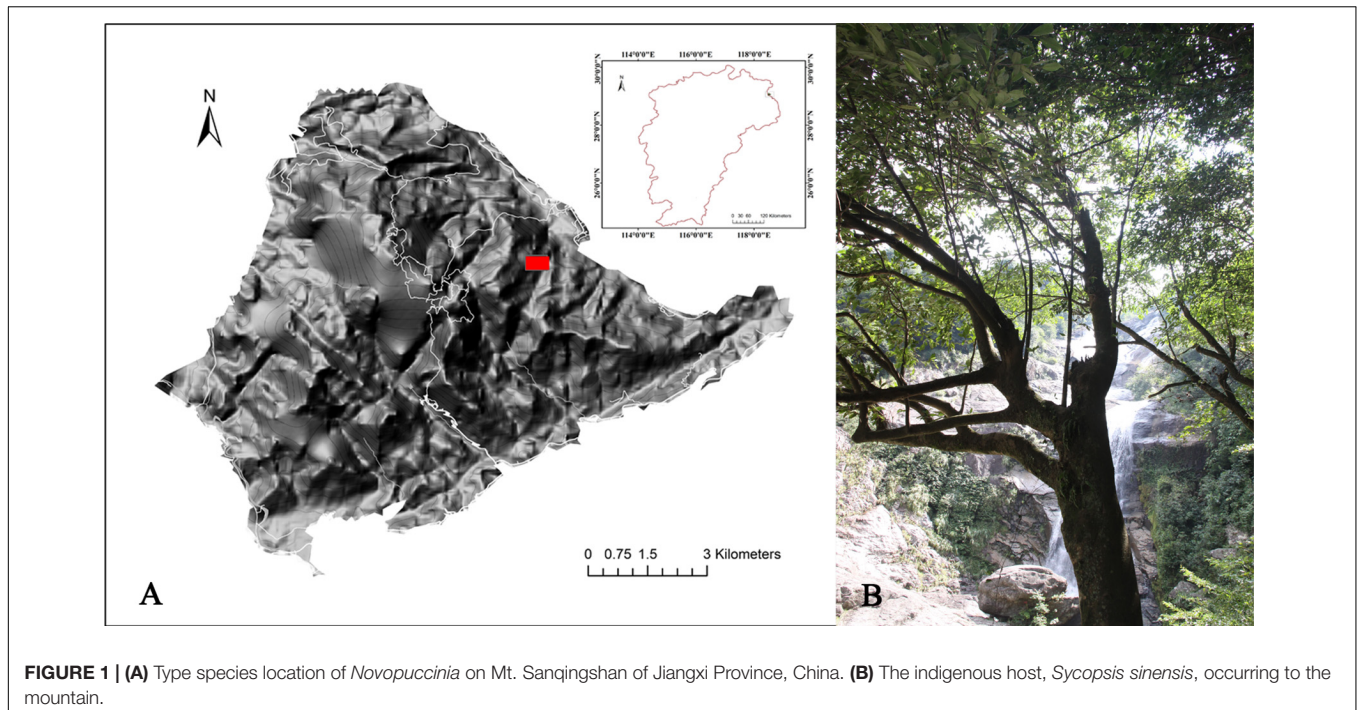 N
114°0'0"E 116°0'0"E 118°0'0"E
N
30°0'0"N
30°0'0"N
28°0'0"N
28°0'0"N
26°0'0"N
26°0'0"N
0 30 60 120 Kilometers
114°0'0"E 116°0'0"E 118°0'0"E
0 0.75 1.5 3 Kilometers
A
B
FIGURE 1 | (A) Type species location of Novopuccinia on Mt. Sanqingshan of Jiangxi Province, China. (B) The indigenous host, Sycopsis sinensis, occurring to the
mountain.